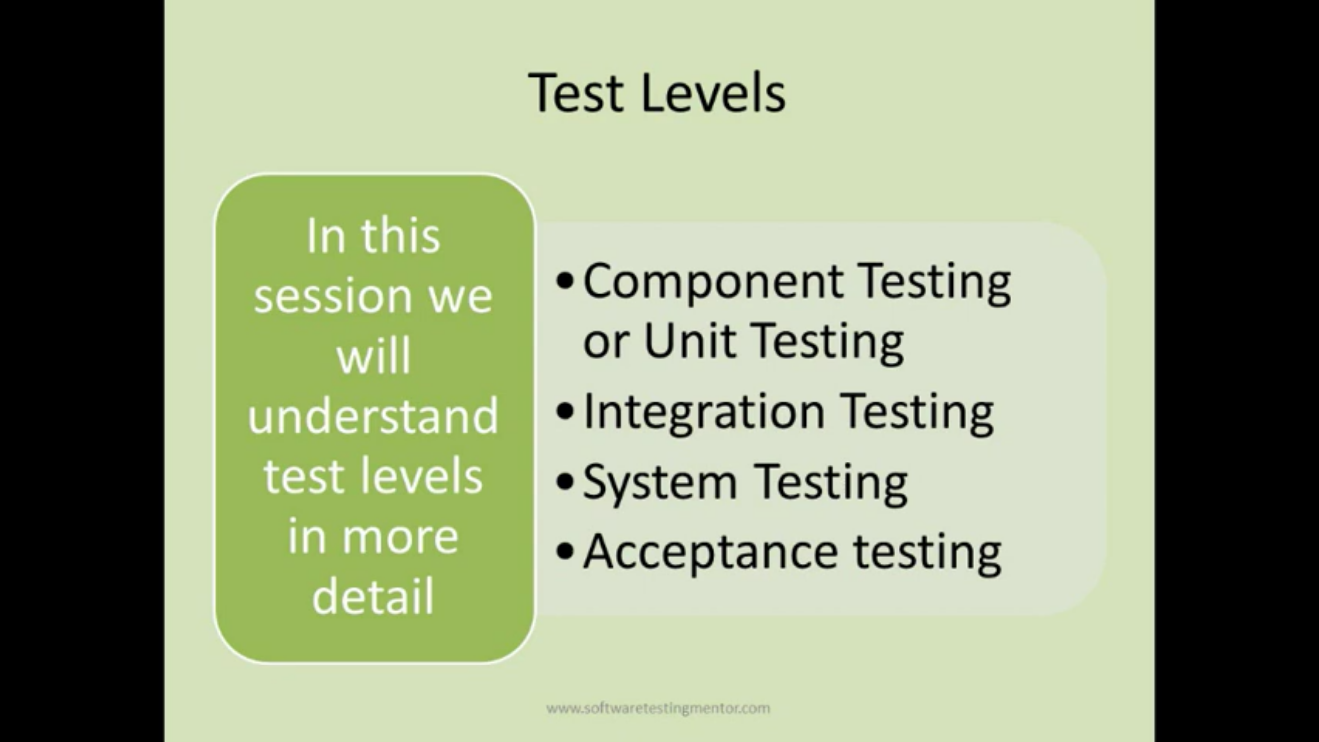 Test Levels
In this
session we
will
understand
test levels
in more
detail
•Component Testing
or Unit Testing
•Integration Testing
•System Testing
•Acceptance testing
www.softwaretestingmentor.com